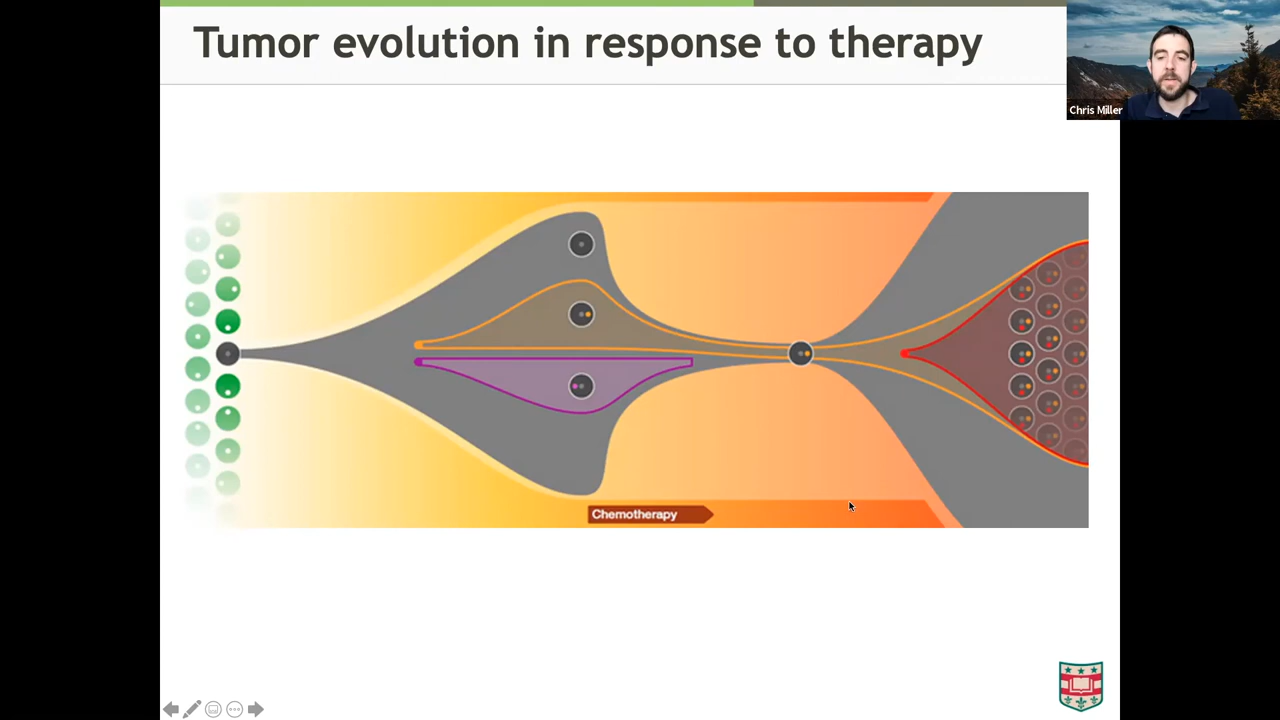 Tumor evolution in response to therapy
Chris Miller
Chemotherapy